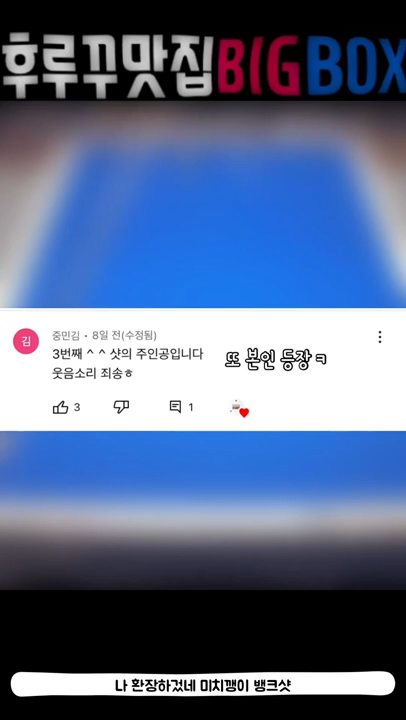 후루꾸맛집BIGBOX
김
중민김 • 8일 전(수정됨)
3번째 ^ ^ 샷의 주인공입니다
웃음소리 죄송ㅎ
또 본인 등장ㅋ
3
1
나 환장하겄네 미치깽이 뱅크샷